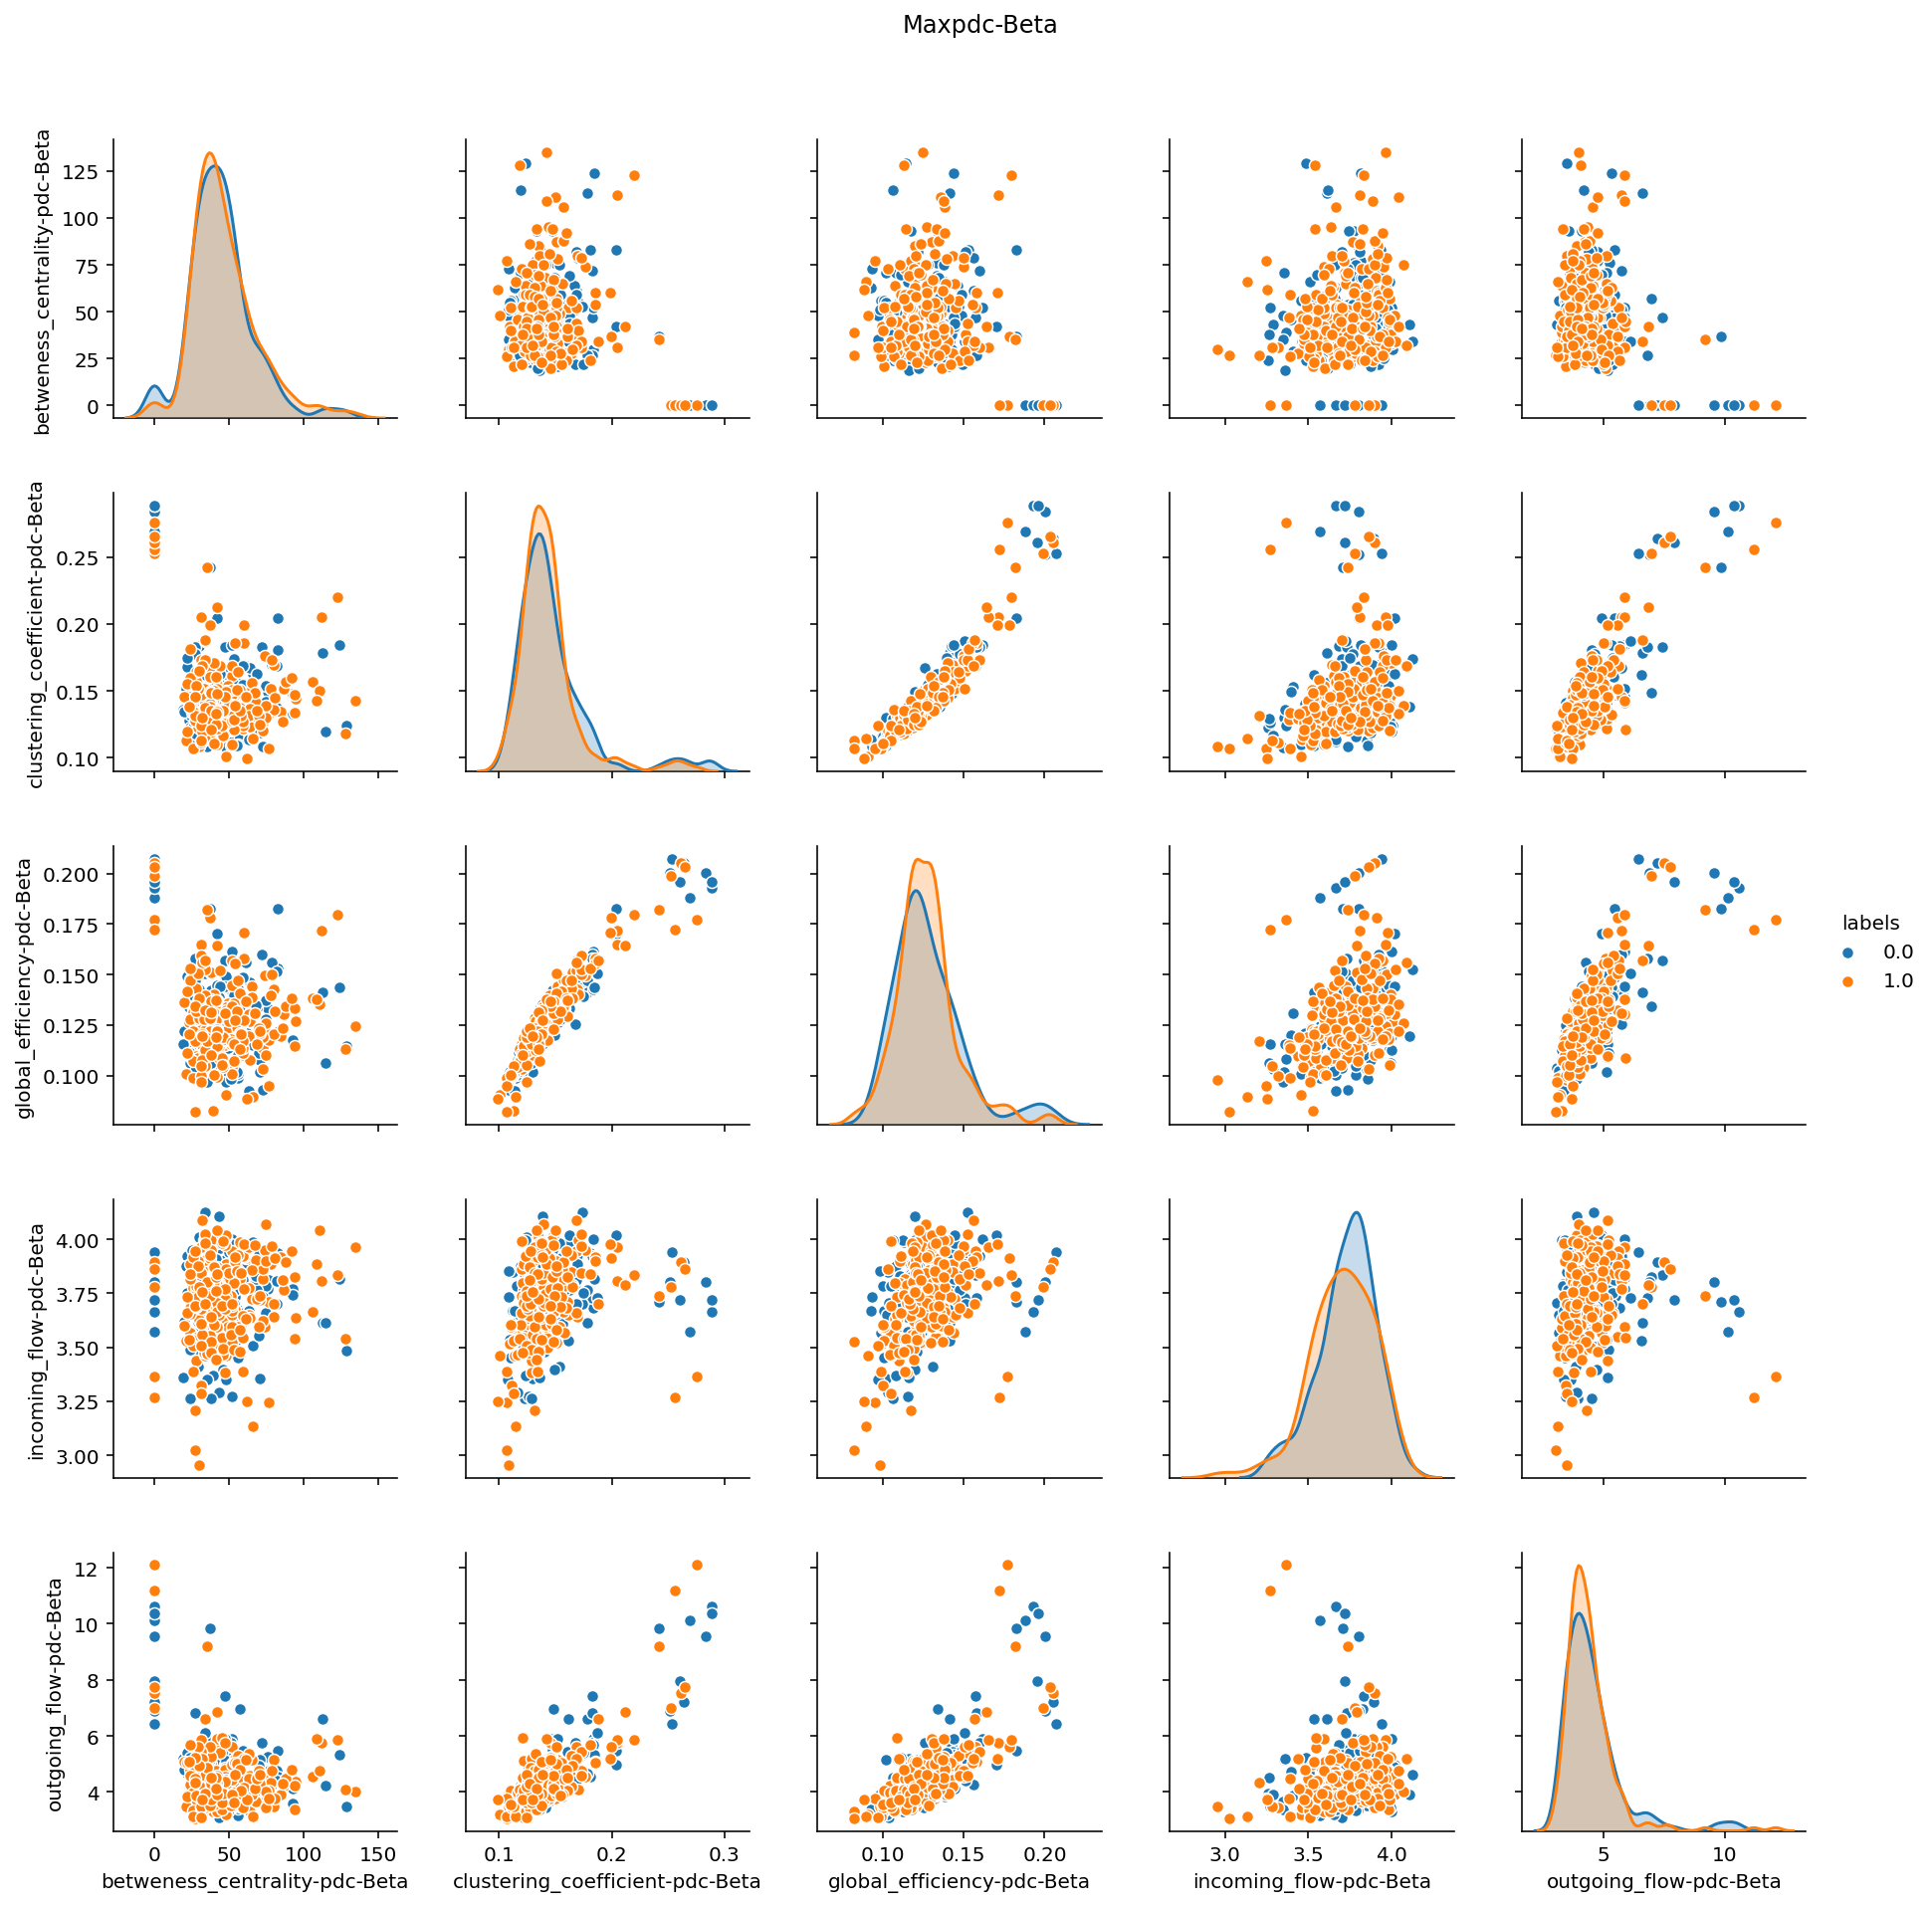 Maxpdc-Beta
betweness_centrality-pdc-Beta
125
100
75
50
25
0
clustering_coefficient-pdc-Beta
0.25
0.20
0.15
0.10
global_efficiency-pdc-Beta
0.200
0.175
0.150
0.125
0.100
labels
0.0
1.0
incoming_flow-pdc-Beta
4.00
3.75
3.50
3.25
3.00
outgoing_flow-pdc-Beta
12
10
8
6
4
0 50 100 150
betweness_centrality-pdc-Beta
0.1 0.2 0.3
clustering_coefficient-pdc-Beta
0.10 0.15 0.20
global_efficiency-pdc-Beta
3.0 3.5 4.0
incoming_flow-pdc-Beta
5 10
outgoing_flow-pdc-Beta